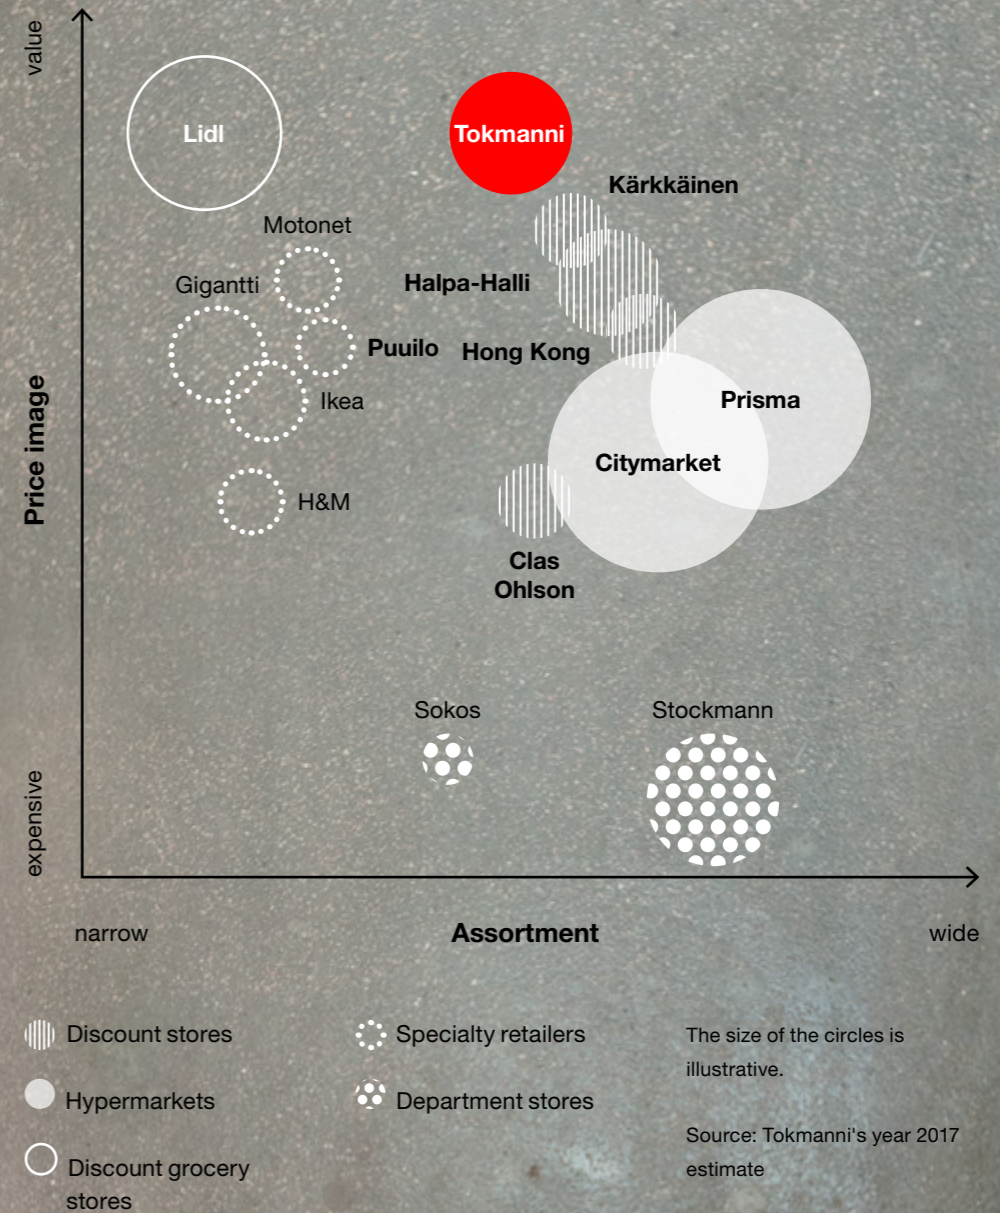 value
Lidl
Tokmanni
Kärkkäinen
Motonet
Gigantti
Halpa-Halli
Puuilo
Hong Kong
Ikea
Prisma
Citymarket
Price image
H&M
Clas
Ohlson
Sokos
Stockmann
expensive
narrow
Assortment
wide
Discount stores
Hypermarkets
Discount grocery
stores
Specialty retailers
Department stores
The size of the circles is
illustrative.
Source: Tokmanni's year 2017
estimate